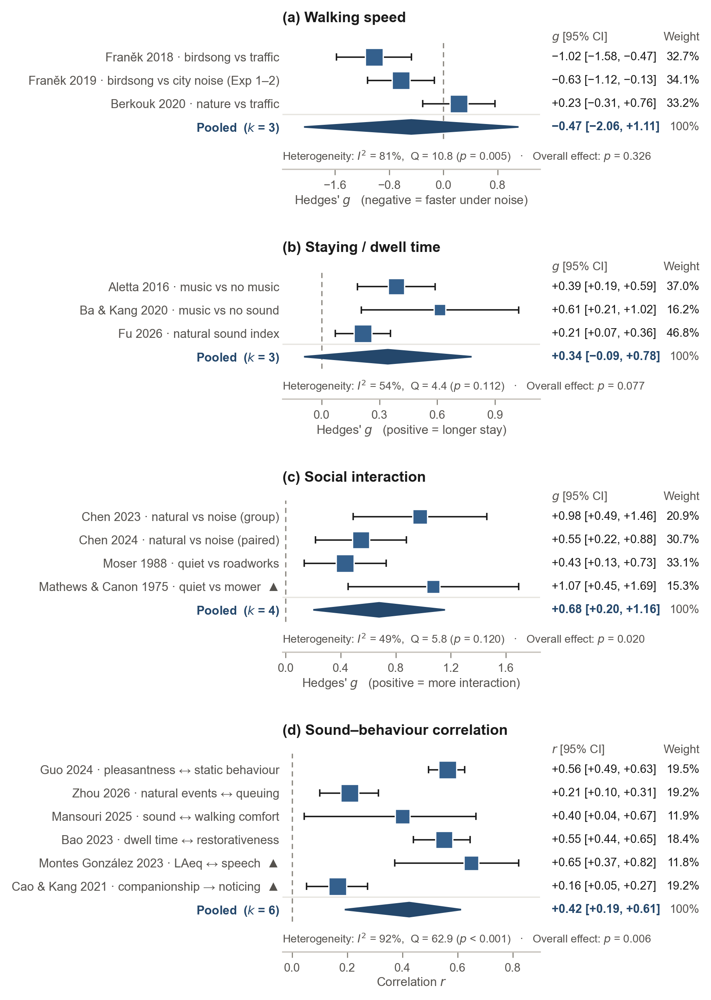 (a) Walking speed
g [95% CI] Weight
Franěk 2018 · birdsong vs traffic −1.02 [−1.58, −0.47] 32.7%
Franěk 2019 · birdsong vs city noise (Exp 1–2) −0.63 [−1.12, −0.13] 34.1%
Berkouk 2020 · nature vs traffic +0.23 [−0.31, +0.76] 33.2%
Pooled (k = 3) −0.47 [−2.06, +1.11] 100%
Heterogeneity: I² = 81%, Q = 10.8 (p = 0.005) · Overall effect: p = 0.326
−1.6 −0.8 0.0 0.8
Hedges' g (negative = faster under noise)
(b) Staying / dwell time
g [95% CI] Weight
Aletta 2016 · music vs no music +0.39 [+0.19, +0.59] 37.0%
Ba & Kang 2020 · music vs no sound +0.61 [+0.21, +1.02] 16.2%
Fu 2026 · natural sound index +0.21 [+0.07, +0.36] 46.8%
Pooled (k = 3) +0.34 [−0.09, +0.78] 100%
Heterogeneity: I² = 54%, Q = 4.4 (p = 0.112) · Overall effect: p = 0.077
0.0 0.3 0.6 0.9
Hedges' g (positive = longer stay)
(c) Social interaction
g [95% CI] Weight
Chen 2023 · natural vs noise (group) +0.98 [+0.49, +1.46] 20.9%
Chen 2024 · natural vs noise (paired) +0.55 [+0.22, +0.88] 30.7%
Moser 1988 · quiet vs roadworks +0.43 [+0.13, +0.73] 33.1%
Mathews & Canon 1975 · quiet vs mower ▲ +1.07 [+0.45, +1.69] 15.3%
Pooled (k = 4) +0.68 [+0.20, +1.16] 100%
Heterogeneity: I² = 49%, Q = 5.8 (p = 0.120) · Overall effect: p = 0.020
0.0 0.4 0.8 1.2 1.6
Hedges' g (positive = more interaction)
(d) Sound–behaviour correlation
r [95% CI] Weight
Guo 2024 · pleasantness ↔ static behaviour +0.56 [+0.49, +0.63] 19.5%
Zhou 2026 · natural events ↔ queuing +0.21 [+0.10, +0.31] 19.2%
Mansouri 2025 · sound ↔ walking comfort +0.40 [+0.04, +0.67] 11.9%
Bao 2023 · dwell time ↔ restorativeness +0.55 [+0.44, +0.65] 18.4%
Montes González 2023 · LAeq ↔ speech ▲ +0.65 [+0.37, +0.82] 11.8%
Cao & Kang 2021 · companionship → noticing ▲ +0.16 [+0.05, +0.27] 19.2%
Pooled (k = 6) +0.42 [+0.19, +0.61] 100%
Heterogeneity: I² = 92%, Q = 62.9 (p < 0.001) · Overall effect: p = 0.006
0.0 0.2 0.4 0.6 0.8
Correlation r